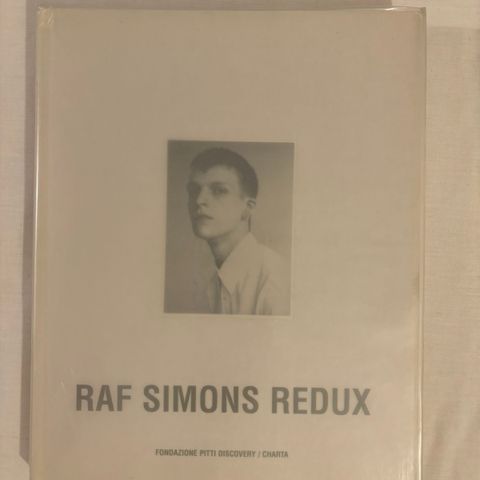 RAF SIMONS REDUX
FONDAZIONE PITTI DISCOVERY / CHARTA